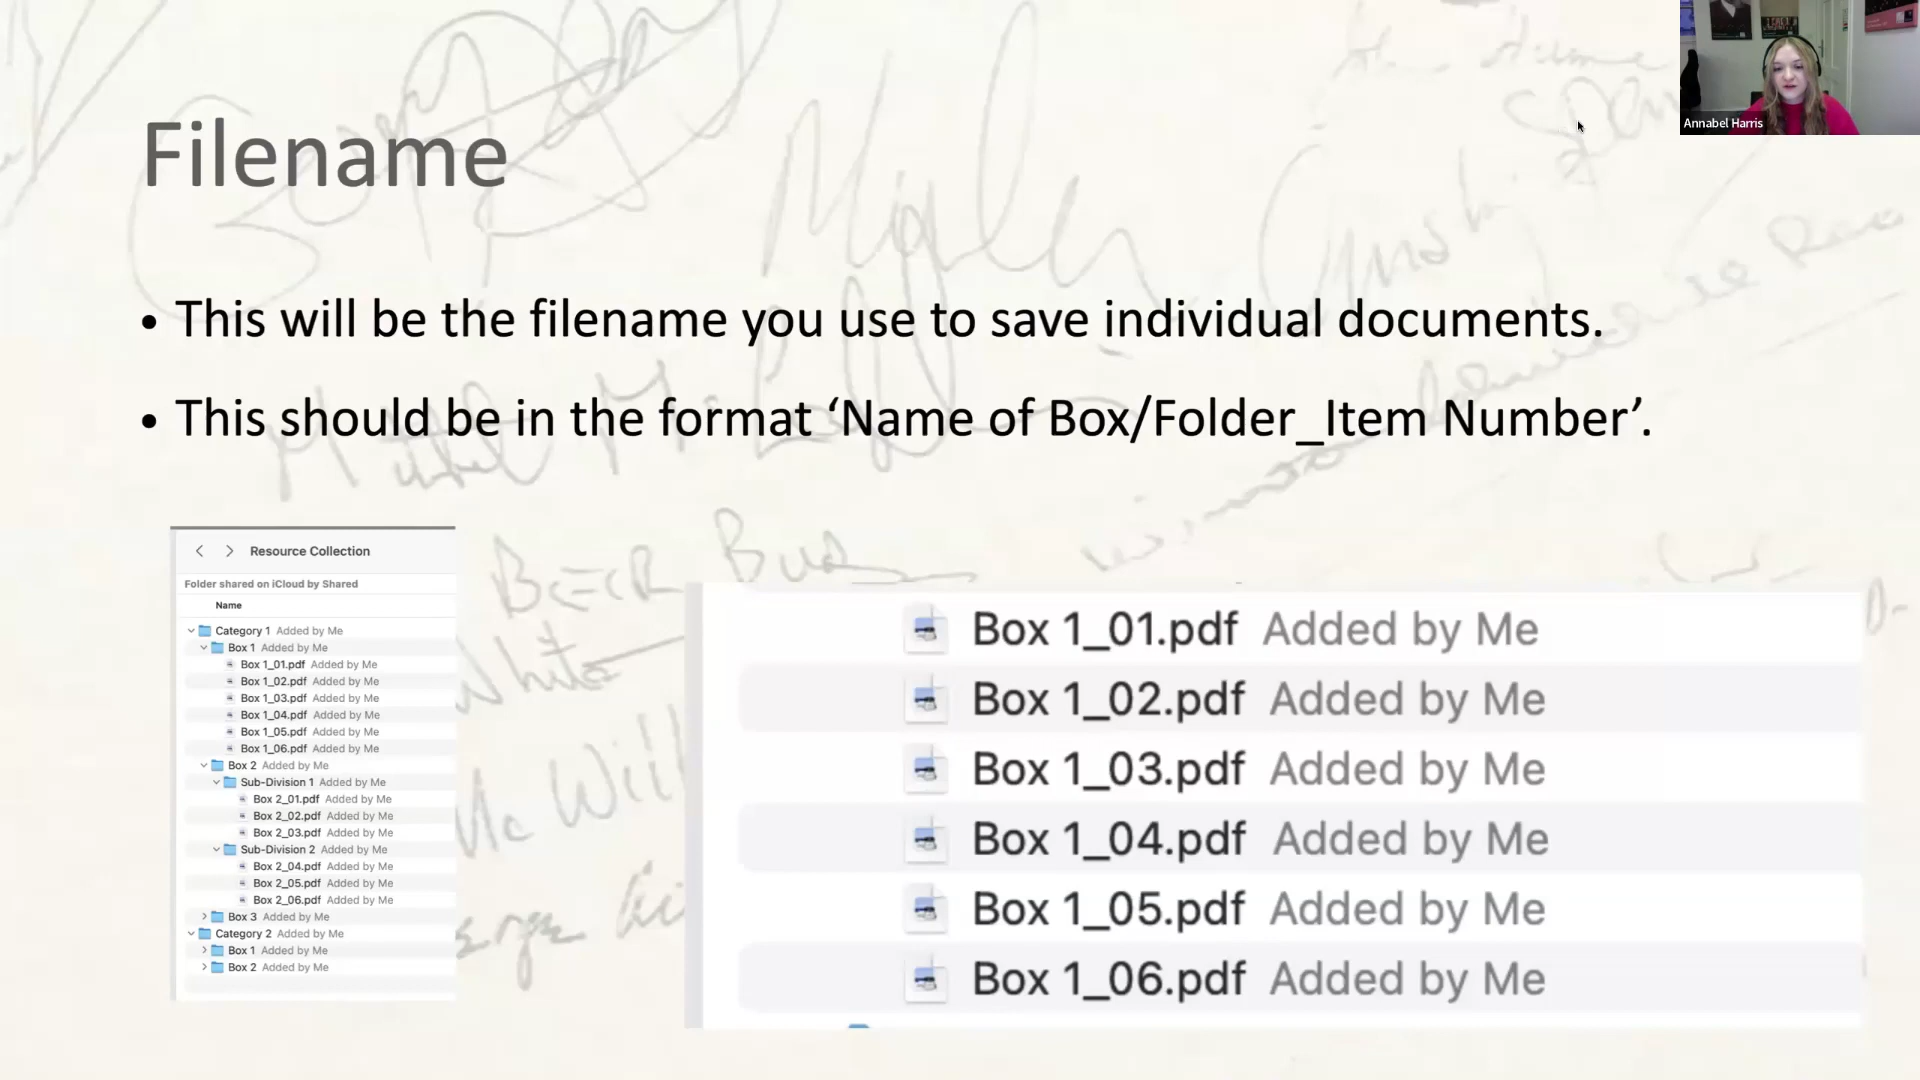 Annabel Harris
Filename
• This will be the filename you use to save individual documents.
• This should be in the format ‘Name of Box/Folder_Item Number’.
Resource Collection
Folder shared on iCloud by Shared
Name
Category 1 Added by Me
Box 1 Added by Me
Box 1_01.pdf Added by Me
Box 1_02.pdf Added by Me
Box 1_03.pdf Added by Me
Box 1_04.pdf Added by Me
Box 1_05.pdf Added by Me
Box 1_06.pdf Added by Me
Box 2 Added by Me
Sub-Division 1 Added by Me
Box 2_01.pdf Added by Me
Box 2_02.pdf Added by Me
Box 2_03.pdf Added by Me
Sub-Division 2 Added by Me
Box 2_04.pdf Added by Me
Box 2_05.pdf Added by Me
Box 2_06.pdf Added by Me
Box 3 Added by Me
Category 2 Added by Me
Box 1 Added by Me
Box 2 Added by Me
Box 1_01.pdf Added by Me
Box 1_02.pdf Added by Me
Box 1_03.pdf Added by Me
Box 1_04.pdf Added by Me
Box 1_05.pdf Added by Me
Box 1_06.pdf Added by Me